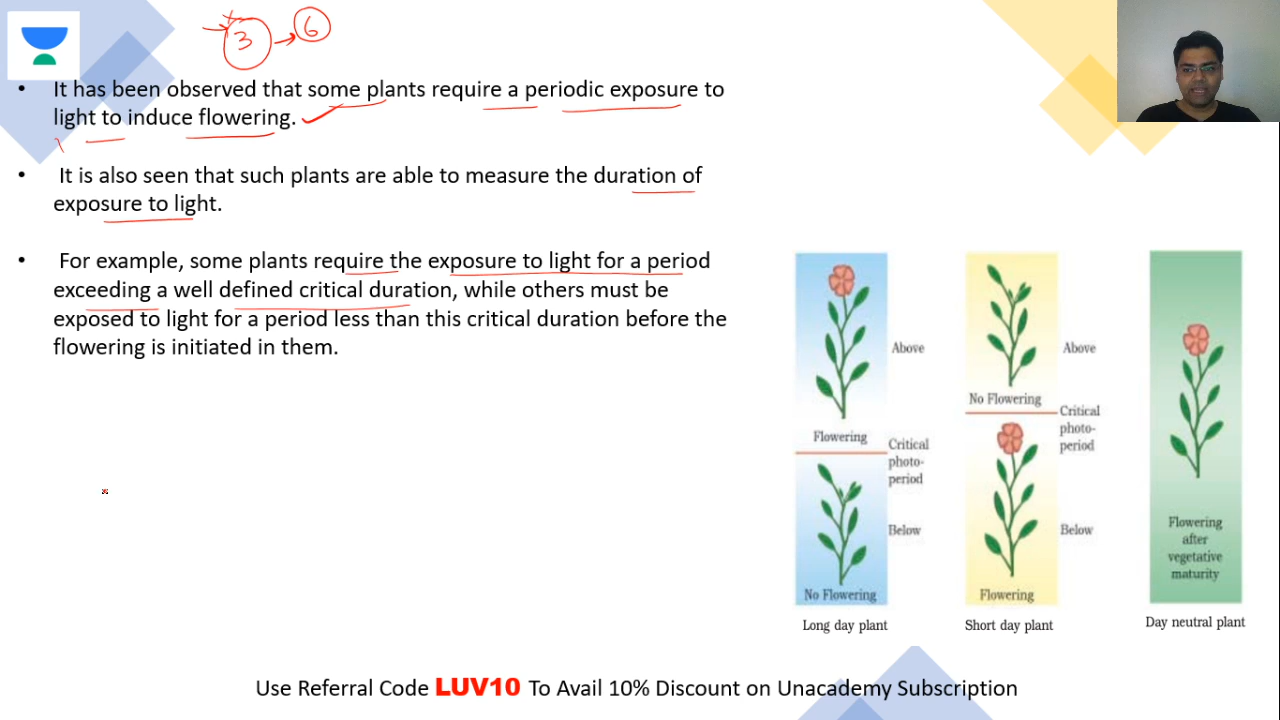 3 → 6
• It has been observed that some plants require a periodic exposure to
light to induce flowering.
• It is also seen that such plants are able to measure the duration of
exposure to light.
• For example, some plants require the exposure to light for a period
exceeding a well defined critical duration, while others must be
exposed to light for a period less than this critical duration before the
flowering is initiated in them.
Above
Flowering
Critical
photo-
period
Below
No Flowering
Long day plant
Above
No Flowering
Critical
photo-
period
Below
Flowering
Short day plant
Flowering
after
vegetative
maturity
Day neutral plant
Use Referral Code LUV10 To Avail 10% Discount on Unacademy Subscription